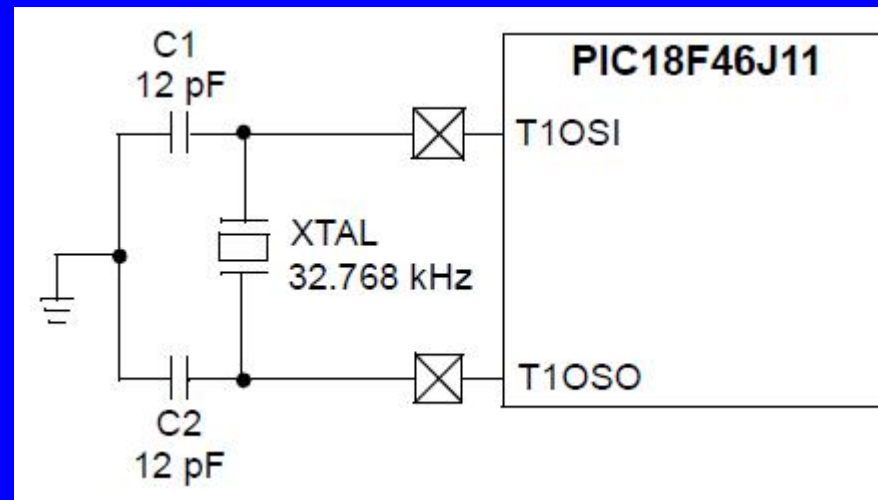 C1
12 pF
PIC18F46J11
T1OSI
XTAL
32.768 kHz
T1OSO
C2
12 pF